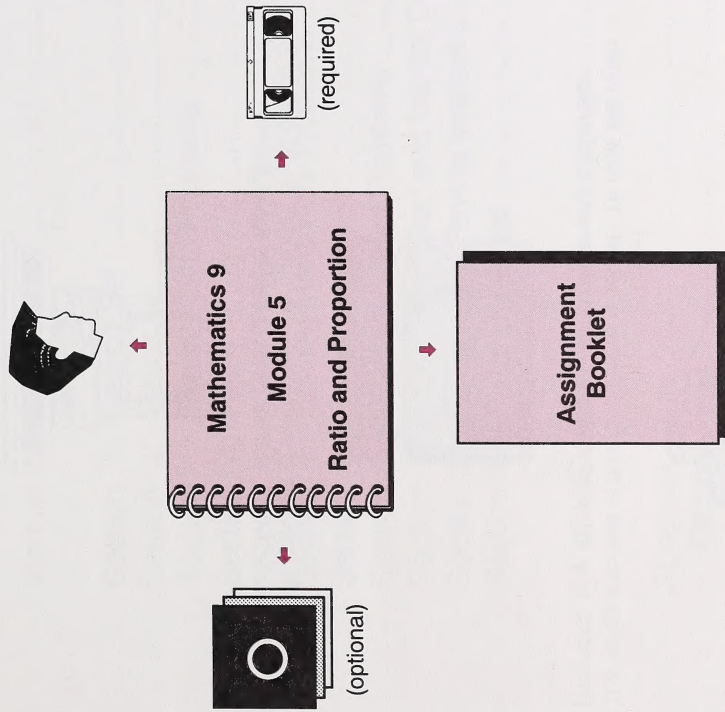 Mathematics 9
Module 5
Ratio and Proportion
(optional)
(required)
Assignment
Booklet